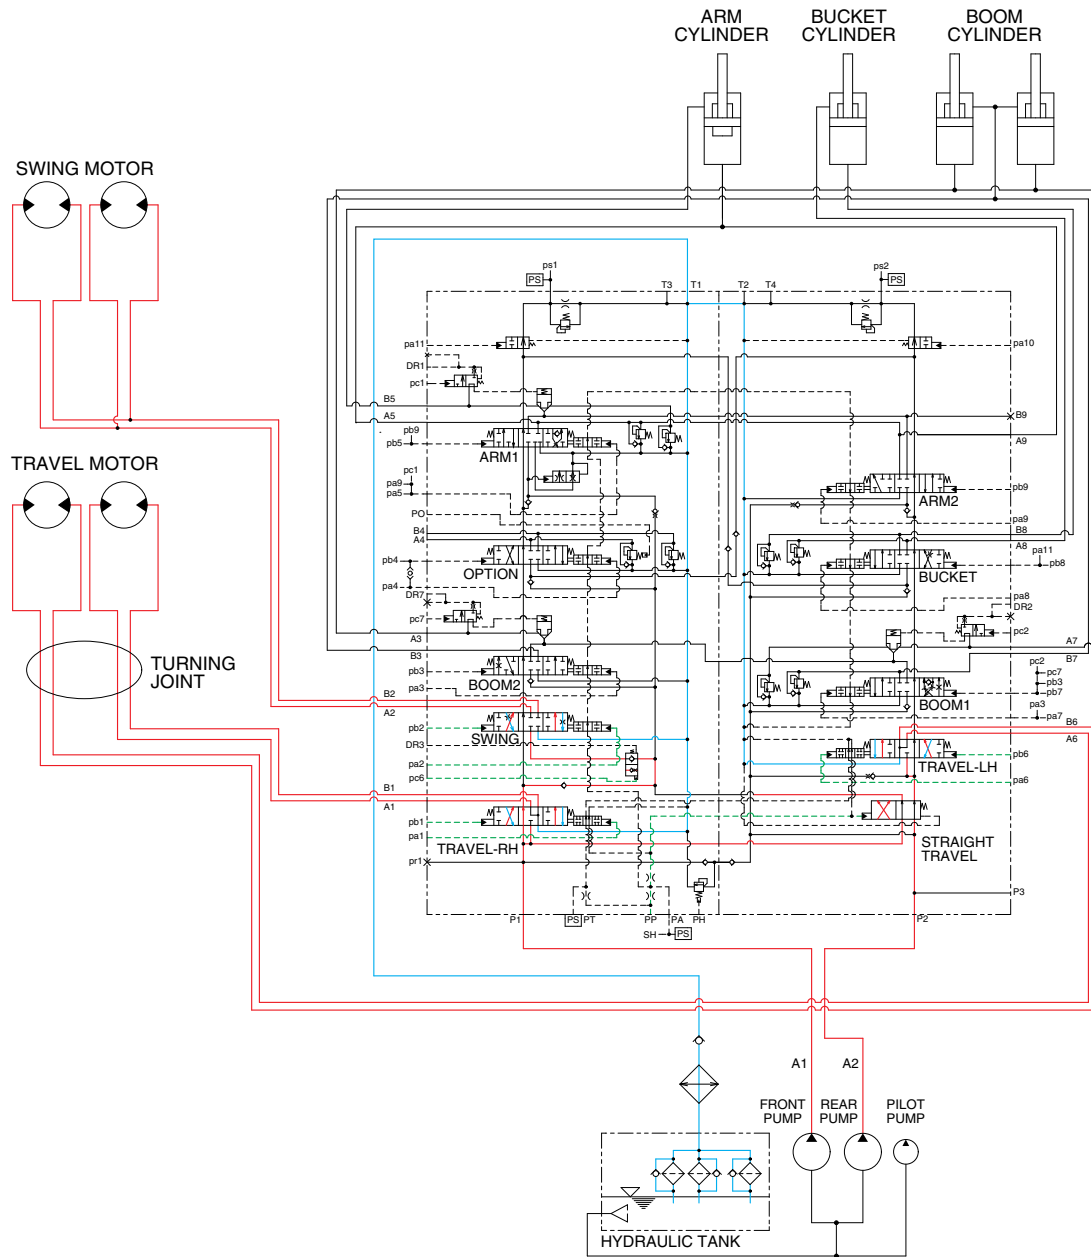 ARM
CYLINDER
BUCKET
CYLINDER
BOOM
CYLINDER
SWING MOTOR
TRAVEL MOTOR
TURNING
JOINT
ps1
PS
T3
T1
T2
T4
ps2
PS
pa11
DR1
pc1
B5
A5
pb9
pb5
ARM1
pc1
pa9
pa5
PO
B4
A4
pb4
OPTION
pa4
DR7
pc7
A3
B3
pb3
BOOM2
pa3
B2
A2
pb2
SWING
DR3
pa2
pc6
B1
A1
pb1
TRAVEL-RH
pa1
pr1
pa10
B9
A9
ARM2
pb9
pa9
B8
A8
pa11
BUCKET
pb8
pa8
DR2
pc2
A7
B7
pc2
pc7
pb3
pb7
BOOM1
pa3
pa7
B6
A6
TRAVEL-LH
pb6
pa6
STRAIGHT
TRAVEL
P3
P1
PS
PT
PP
PA
PH
P2
SH
PS
A1
A2
FRONT
PUMP
REAR
PUMP
PILOT
PUMP
HYDRAULIC TANK